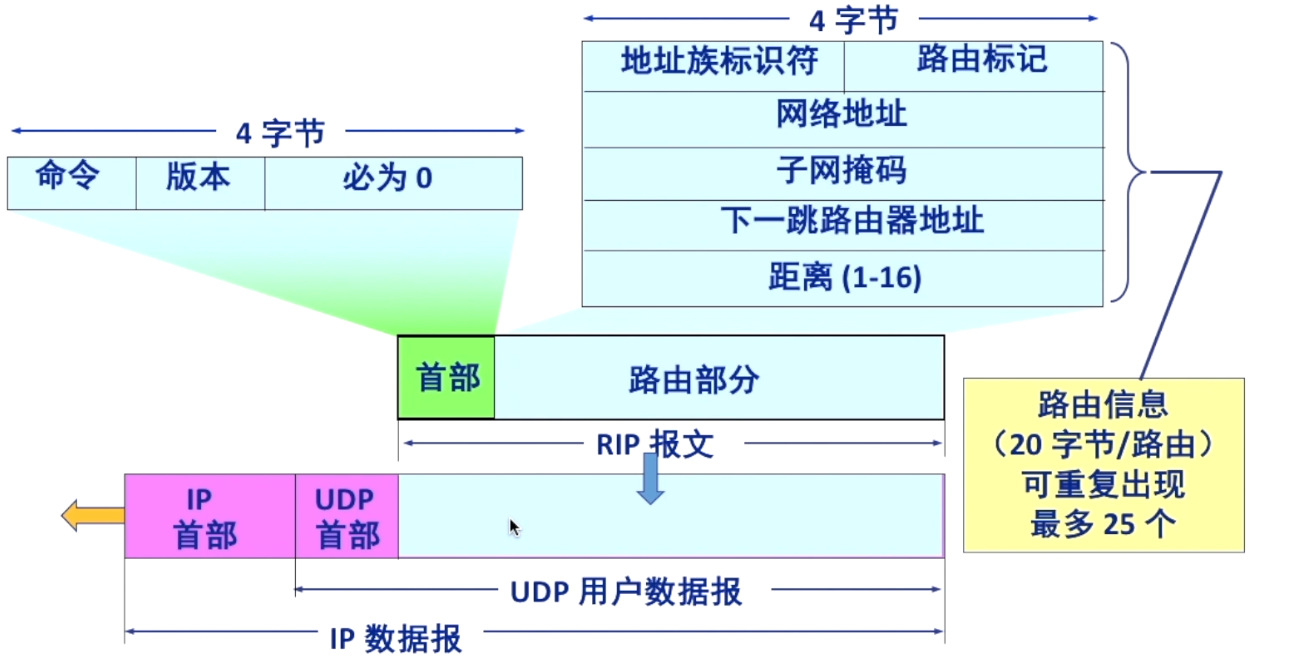 4 字节
地址族标识符 路由标记
网络地址
子网掩码
下一跳路由器地址
距离 (1-16)
4 字节
命令 版本 必为 0
首部 路由部分
路由信息
（20 字节/路由）
可重复出现
最多 25 个
RIP 报文
IP
首部
UDP
首部
UDP 用户数据报
IP 数据报